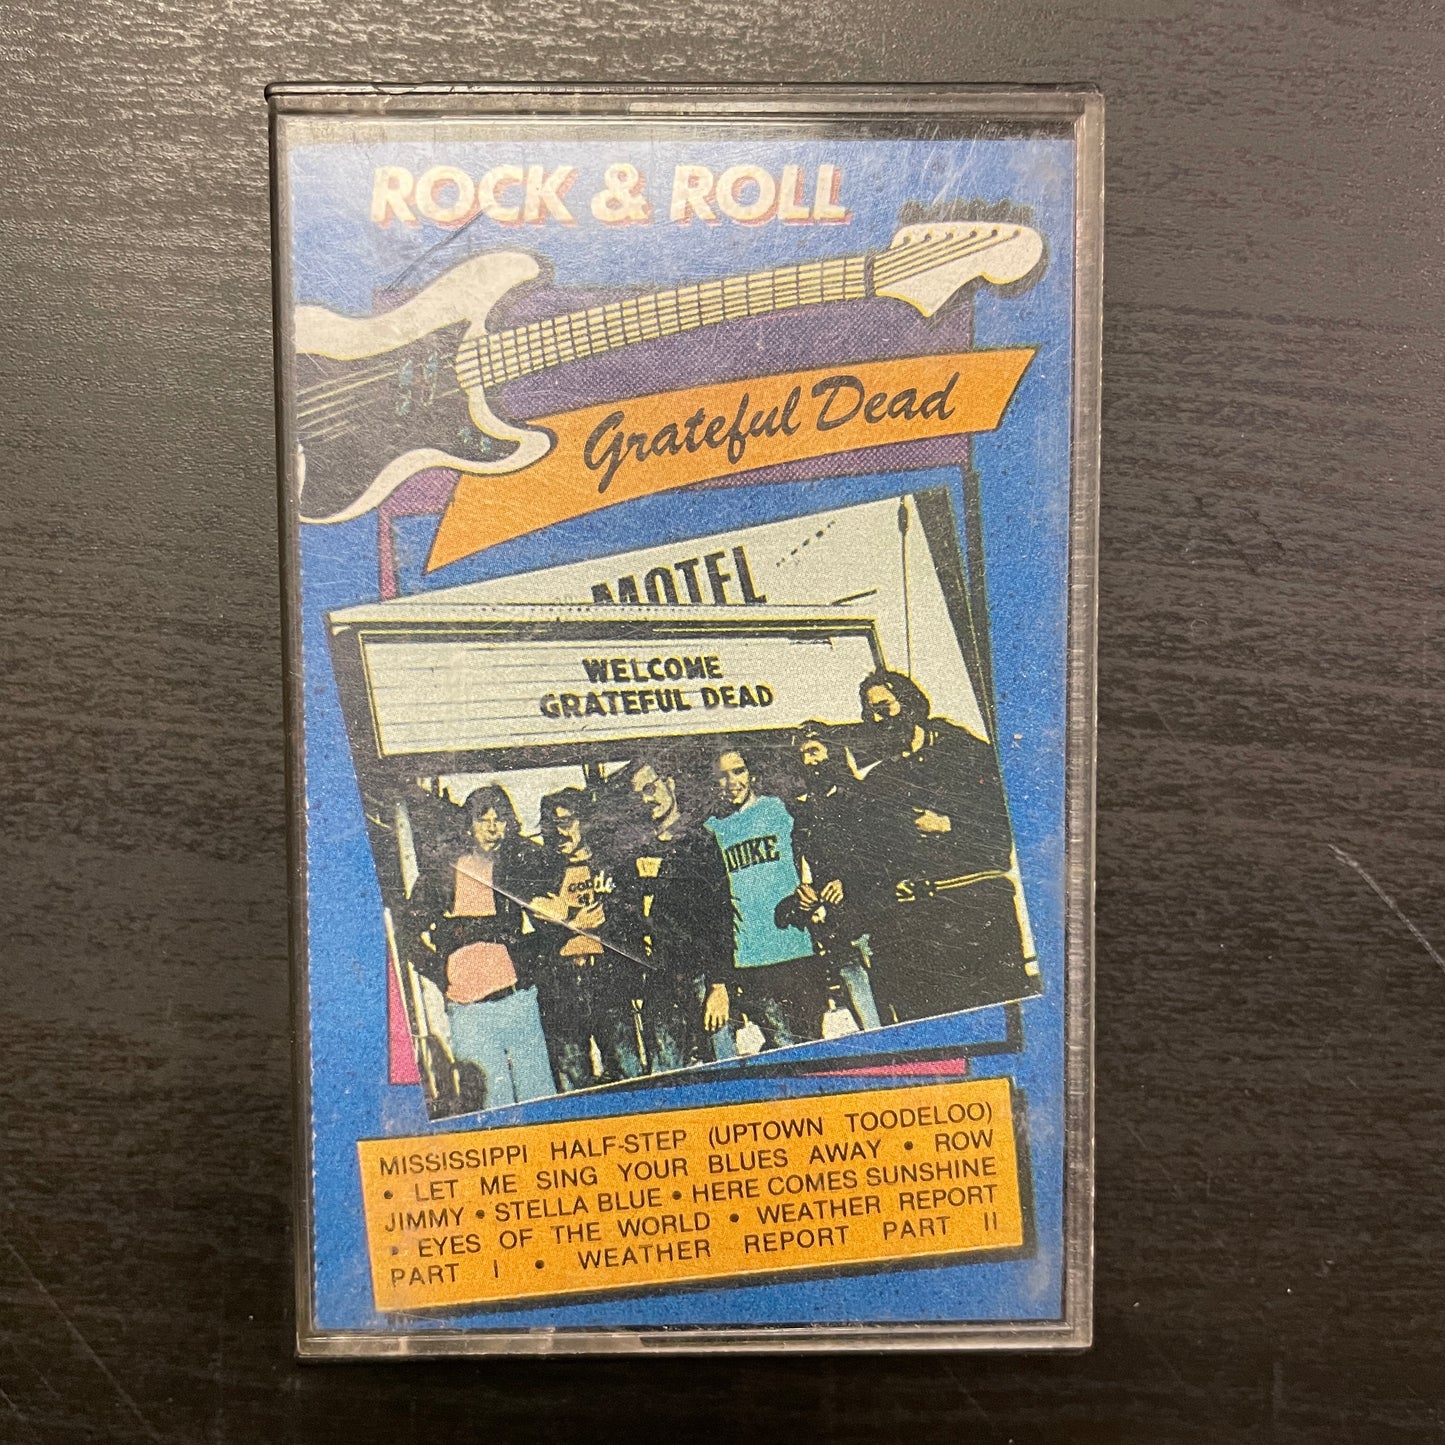 ROCK & ROLL
Grateful Dead
MOTEL
WELCOME
GRATEFUL DEAD
DUKE
MISSISSIPPI HALF-STEP (UPTOWN TOODELOO)
• LET ME SING YOUR BLUES AWAY • ROW
JIMMY • STELLA BLUE • HERE COMES SUNSHINE
• EYES OF THE WORLD • WEATHER REPORT
PART I • WEATHER REPORT PART II